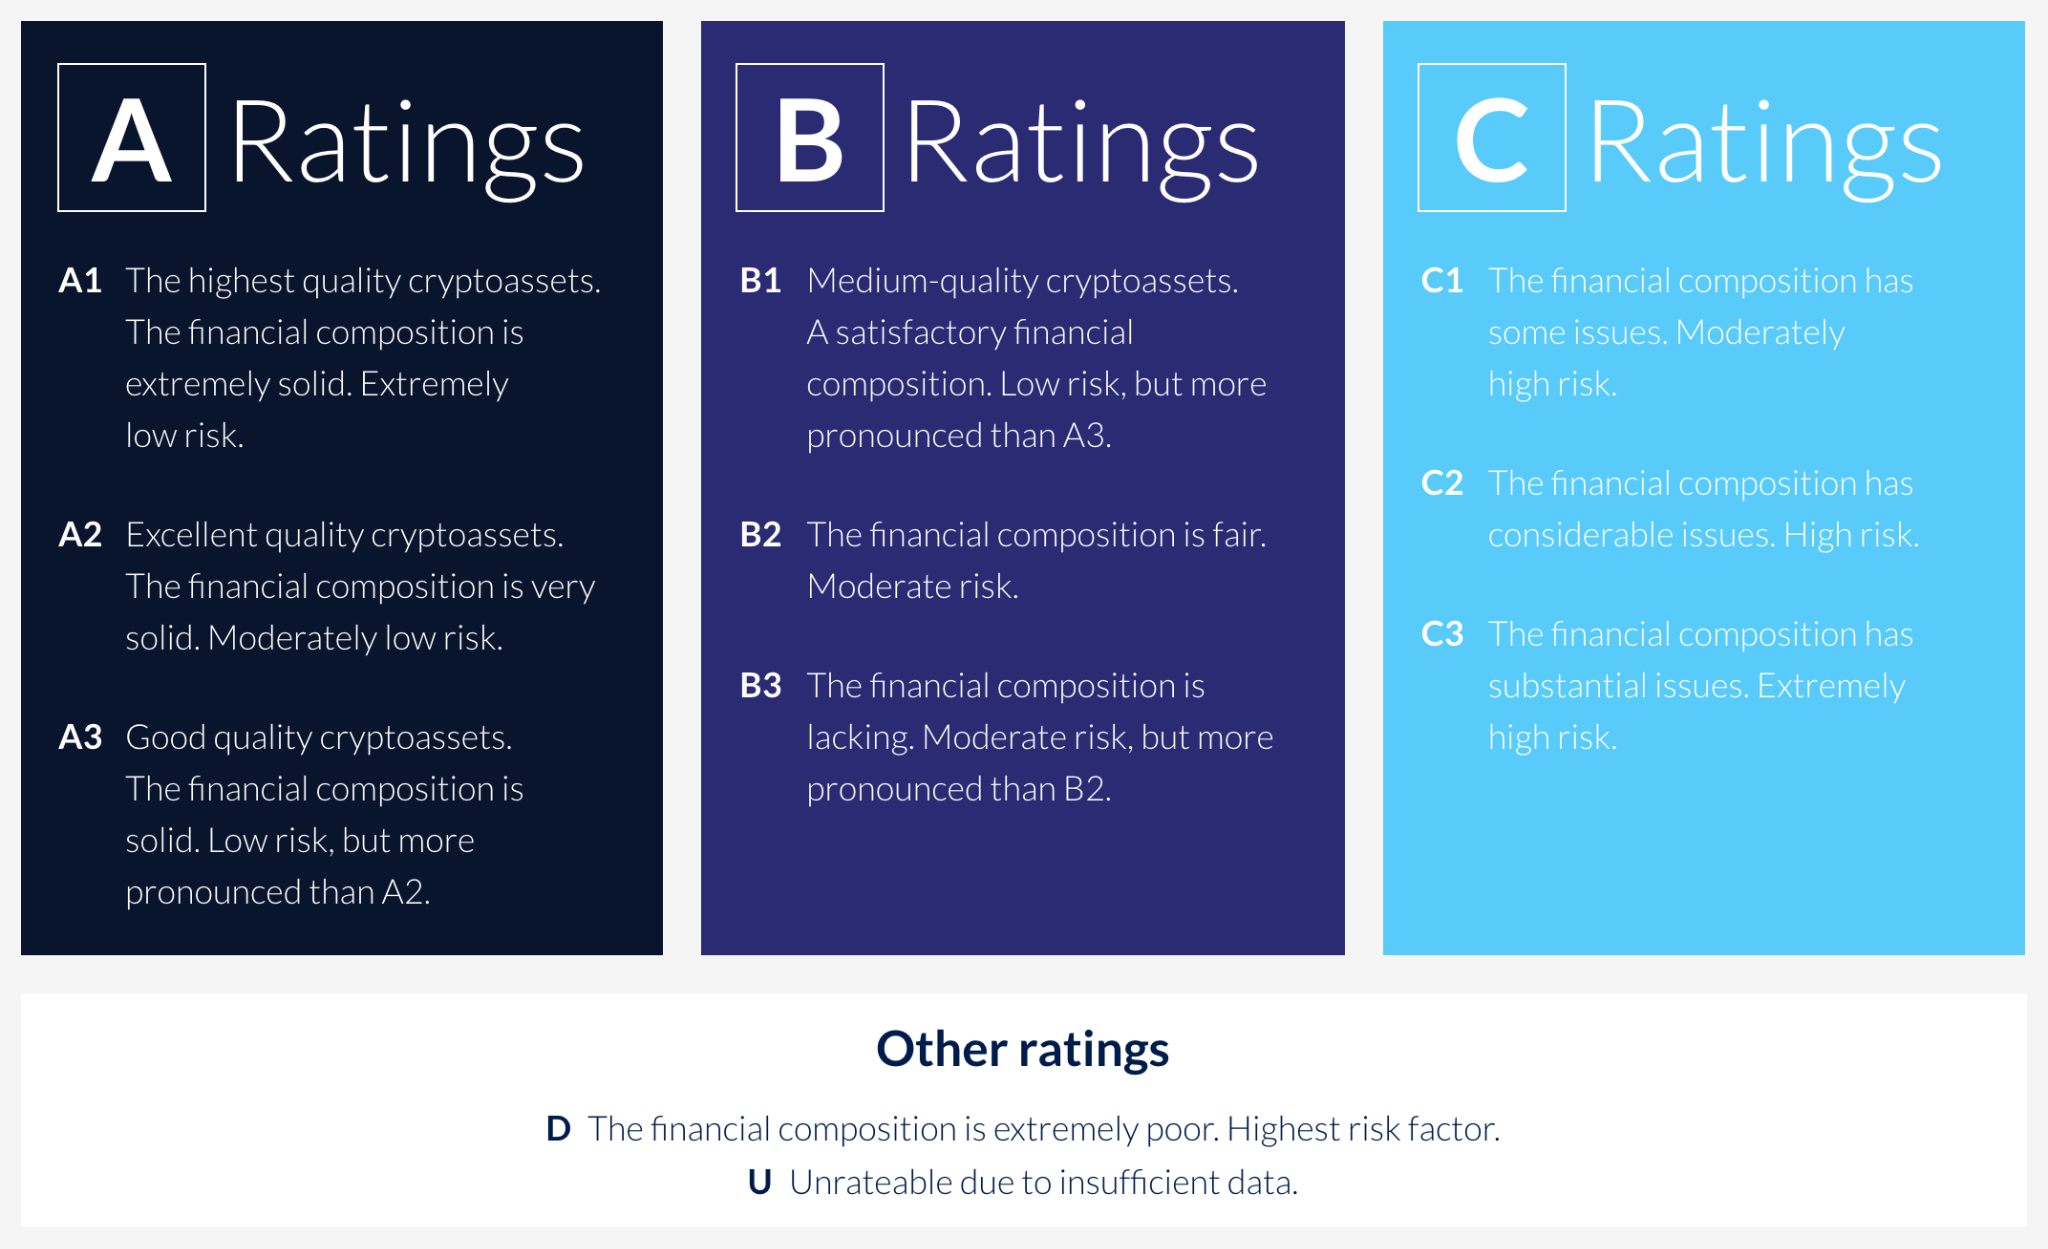 A Ratings
A1 The highest quality cryptoassets.
The financial composition is
extremely solid. Extremely
low risk.
A2 Excellent quality cryptoassets.
The financial composition is very
solid. Moderately low risk.
A3 Good quality cryptoassets.
The financial composition is
solid. Low risk, but more
pronounced than A2.
B Ratings
B1 Medium-quality cryptoassets.
A satisfactory financial
composition. Low risk, but more
pronounced than A3.
B2 The financial composition is fair.
Moderate risk.
B3 The financial composition is
lacking. Moderate risk, but more
pronounced than B2.
C Ratings
C1 The financial composition has
some issues. Moderately
high risk.
C2 The financial composition has
considerable issues. High risk.
C3 The financial composition has
substantial issues. Extremely
high risk.
Other ratings
D The financial composition is extremely poor. Highest risk factor.
U Unrateable due to insufficient data.